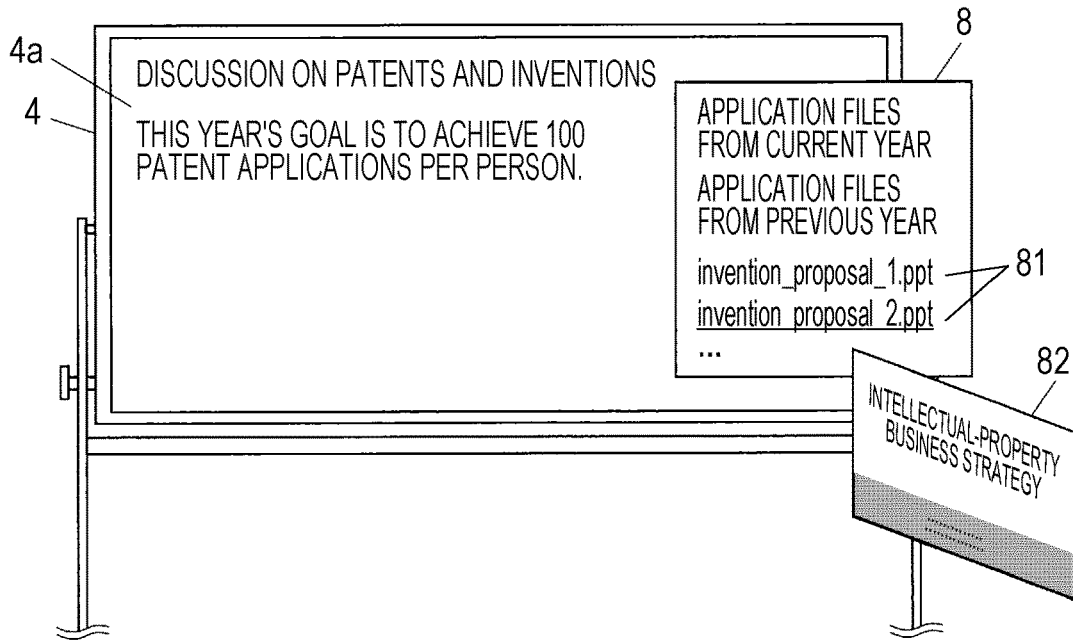 4a
4
DISCUSSION ON PATENTS AND INVENTIONS
THIS YEAR'S GOAL IS TO ACHIEVE 100
PATENT APPLICATIONS PER PERSON.
8
APPLICATION FILES
FROM CURRENT YEAR
APPLICATION FILES
FROM PREVIOUS YEAR
invention_proposal_1.ppt
invention_proposal_2.ppt
...
81
82
INTELLECTUAL-PROPERTY
BUSINESS STRATEGY